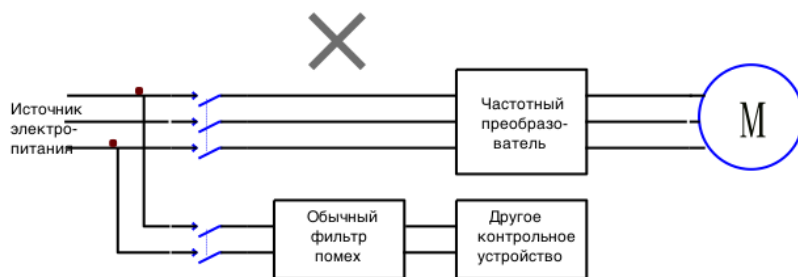 Источник
электро-
питания
Частотный
преобразо-
ватель
M
Обычный
фильтр
помех
Другое
контрольное
устройство